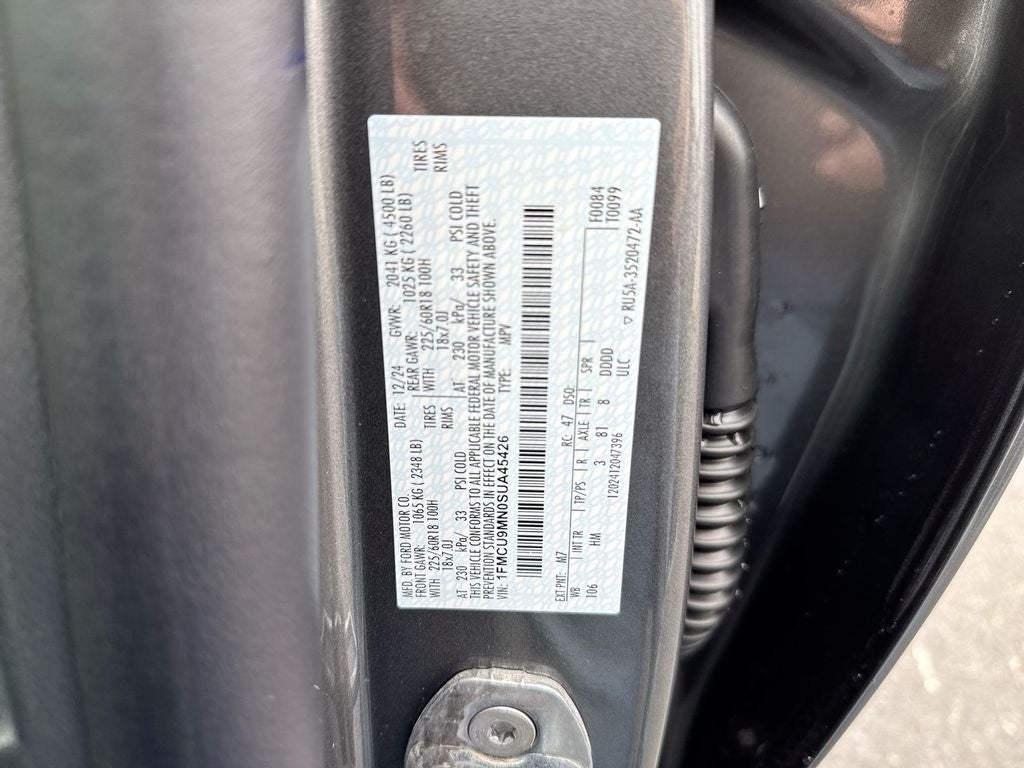 MFD. BY FORD MOTOR CO.
DATE: 12/24 GVWR: 2041 KG ( 4500 LB)
FRONT GAWR: 1065 KG ( 2348 LB) REAR GAWR: 1025 KG ( 2260 LB)
WITH 225/60R18 100H TIRES WITH 225/60R18 100H TIRES
18x7.0J RIMS 18x7.0J RIMS
AT 230 kPa/ 33 PSI COLD AT 230 kPa/ 33 PSI COLD
THIS VEHICLE CONFORMS TO ALL APPLICABLE FEDERAL MOTOR VEHICLE SAFETY AND THEFT
PREVENTION STANDARDS IN EFFECT ON THE DATE OF MANUFACTURE SHOWN ABOVE.
VIN: 1FMCU9MN0SUA45426 TYPE: MPV
EXT PNT: M7 RC: 47 DSO: F0084
WB INT TR TP/PS R. AXLE TR SPR T0099
106 HM 3 8T 8 DDDD
1202412047396 ULC ▽ RU5A-3520472-AA